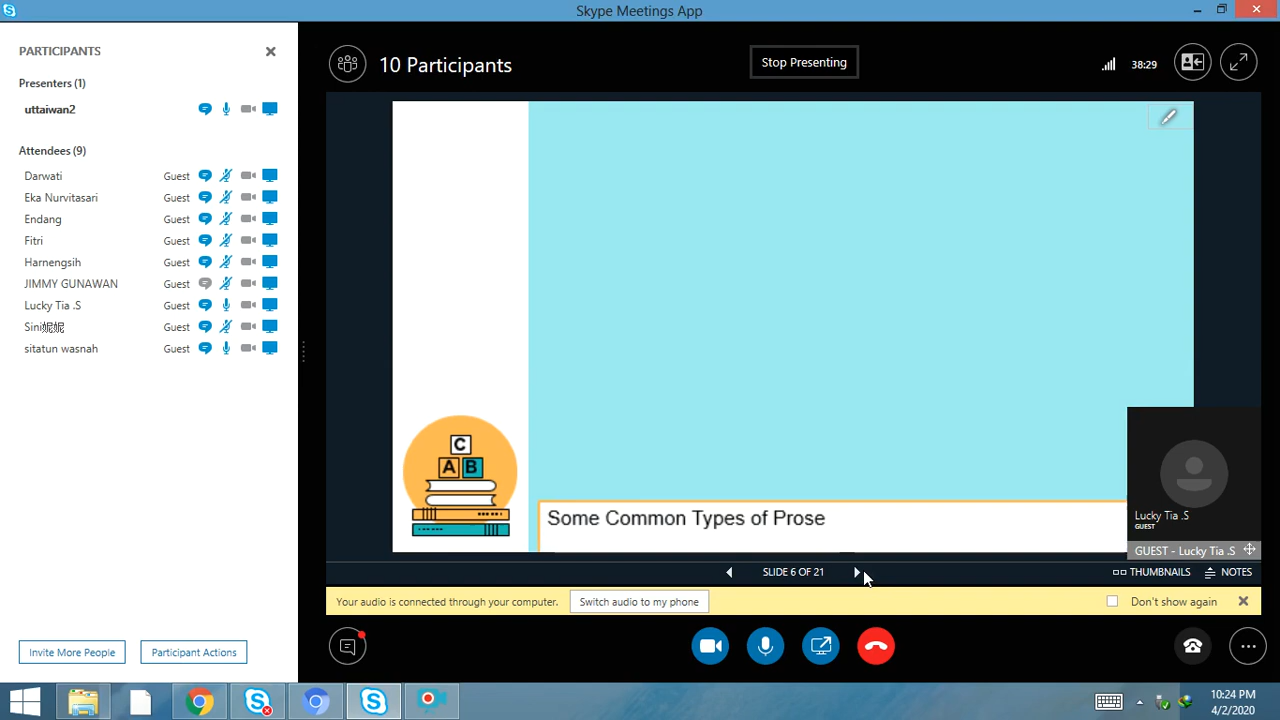 Skype Meetings App
PARTICIPANTS
Presenters (1)
uttaiwan2
Attendees (9)
Darwati Guest
Eka Nurvitasari Guest
Endang Guest
Fitri Guest
Harnengsih Guest
JIMMY GUNAWAN Guest
Lucky Tia .S Guest
Sini妮妮 Guest
sitatun wasnah Guest
Invite More People
Participant Actions
10 Participants
Stop Presenting
38:29
C
A B
Some Common Types of Prose
Lucky Tia .S
GUEST
GUEST - Lucky Tia .S
SLIDE 6 OF 21
THUMBNAILS
NOTES
Your audio is connected through your computer.
Switch audio to my phone
Don't show again
10:24 PM
4/2/2020